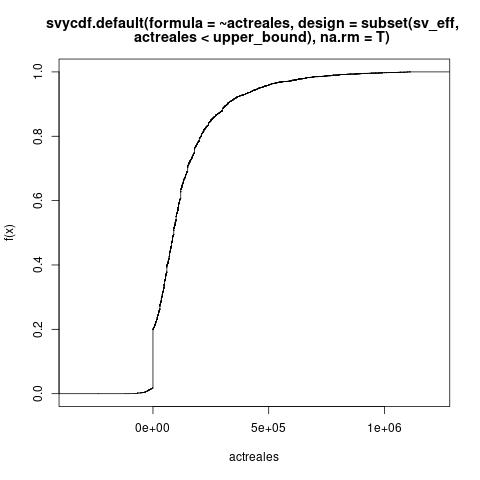 svycdf.default(formula = ~actreales, design = subset(sv_eff,
actreales < upper_bound), na.rm = T)
1.0
0.8
0.6
0.4
0.2
0.0
f(x)
0e+00 5e+05 1e+06
actreales